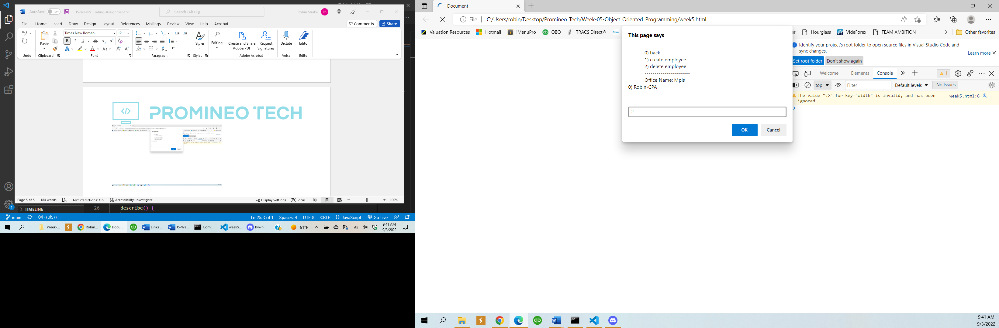 AutoSave Off JS-Week5_Coding-Assignment Search (Alt+Q) Robin Straka RS
File Home Insert Draw Design Layout References Mailings Review View Help Acrobat Comments Share
Times New Roman 12
Paste
B I U ab x₂ x² A
Aa
Styles Editing Create and Share Adobe PDF Request Signatures Dictate Editor
Undo Clipboard Font Paragraph Styles Adobe Acrobat Voice Editor
</> PROMINEO TECH
Page 5 of 5 184 words Text Predictions: On Accessibility: Investigate Display Settings Focus 100%
TIMELINE 26 describe() {
main 0 0 Ln 25, Col 1 Spaces: 4 UTF-8 CRLF {} JavaScript Go Live
Week-... Robin... Docu... Links ... JS-We... Com... week5... hw-h... 61°F 9:41 AM
9/3/2022
Document
File C:/Users/robin/Desktop/Promineo_Tech/Week-05-Object_Oriented_Programming/week5.html
Valuation Resources Hotmail iMenuPro QBO TRACS Direct® Sysco er Hourglass VideForex TEAM AMBITION Other favorites
This page says
0) back
1) create employee
2) delete employee
-----------------------
Office Name: Mpls
0) Robin-CPA
2
OK Cancel
Identify your project's root folder to open source files in Visual Studio Code and
sync changes.
Learn more
Set root folder Don't show again
Welcome Elements Console 1
top Filter Default levels No Issues
The value "<>" for key "width" is invalid, and has been week5.html:6
ignored.
9:41 AM
9/3/2022